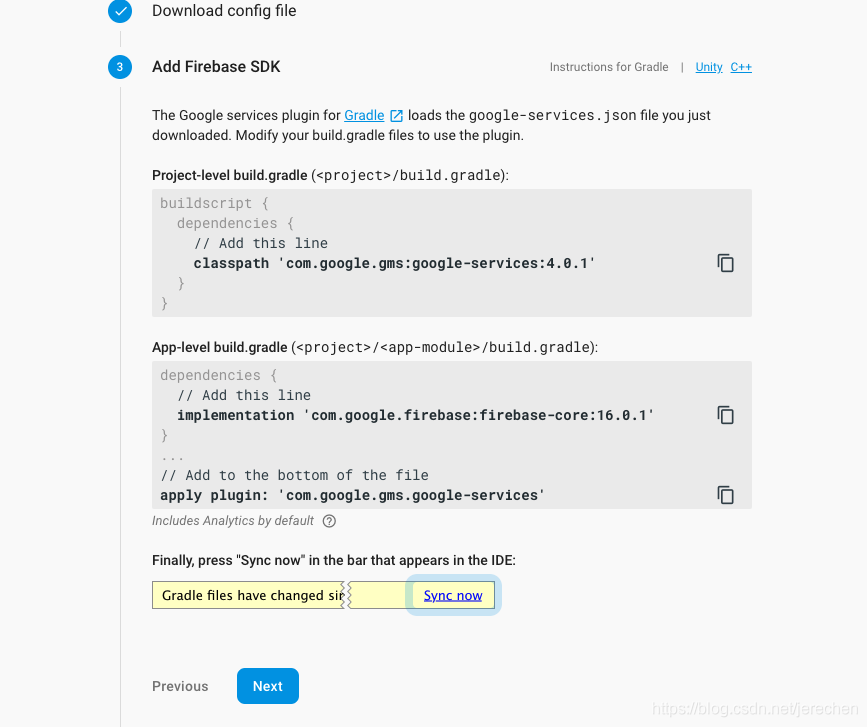 Download config file
3 Add Firebase SDK Instructions for Gradle | Unity C++
The Google services plugin for Gradle loads the google-services.json file you just
downloaded. Modify your build.gradle files to use the plugin.
Project-level build.gradle (<project>/build.gradle):
buildscript {
dependencies {
// Add this line
classpath 'com.google.gms:google-services:4.0.1'
}
}
App-level build.gradle (<project>/<app-module>/build.gradle):
dependencies {
// Add this line
implementation 'com.google.firebase:firebase-core:16.0.1'
}
...
// Add to the bottom of the file
apply plugin: 'com.google.gms.google-services'
Includes Analytics by default ?
Finally, press "Sync now" in the bar that appears in the IDE:
Gradle files have changed sin Sync now
Previous Next
https://blog.csdn.net/jerechen